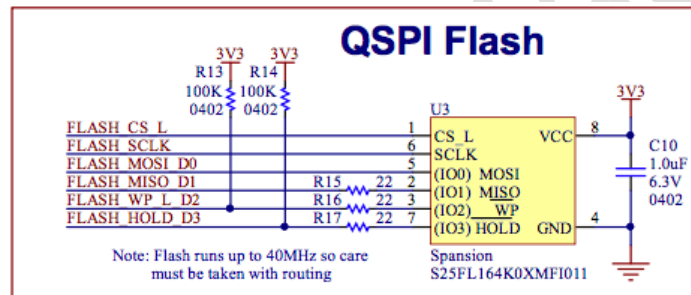 QSPI Flash
3V3
3V3
R13
R14
100K
100K
0402
0402
U3
3V3
FLASH_CS_L
1
CS_L
VCC
8
FLASH_SCLK
6
SCLK
C10
FLASH_MOSI_D0
5
(IO0) MOSI
1.0uF
FLASH_MISO_D1
R15
22
2
(IO1) MISO
6.3V
FLASH_WP_L_D2
R16
22
3
(IO2) WP
0402
FLASH_HOLD_D3
R17
22
7
(IO3) HOLD
GND
4
Note: Flash runs up to 40MHz so care
must be taken with routing
Spansion
S25FL164K0XMFI011